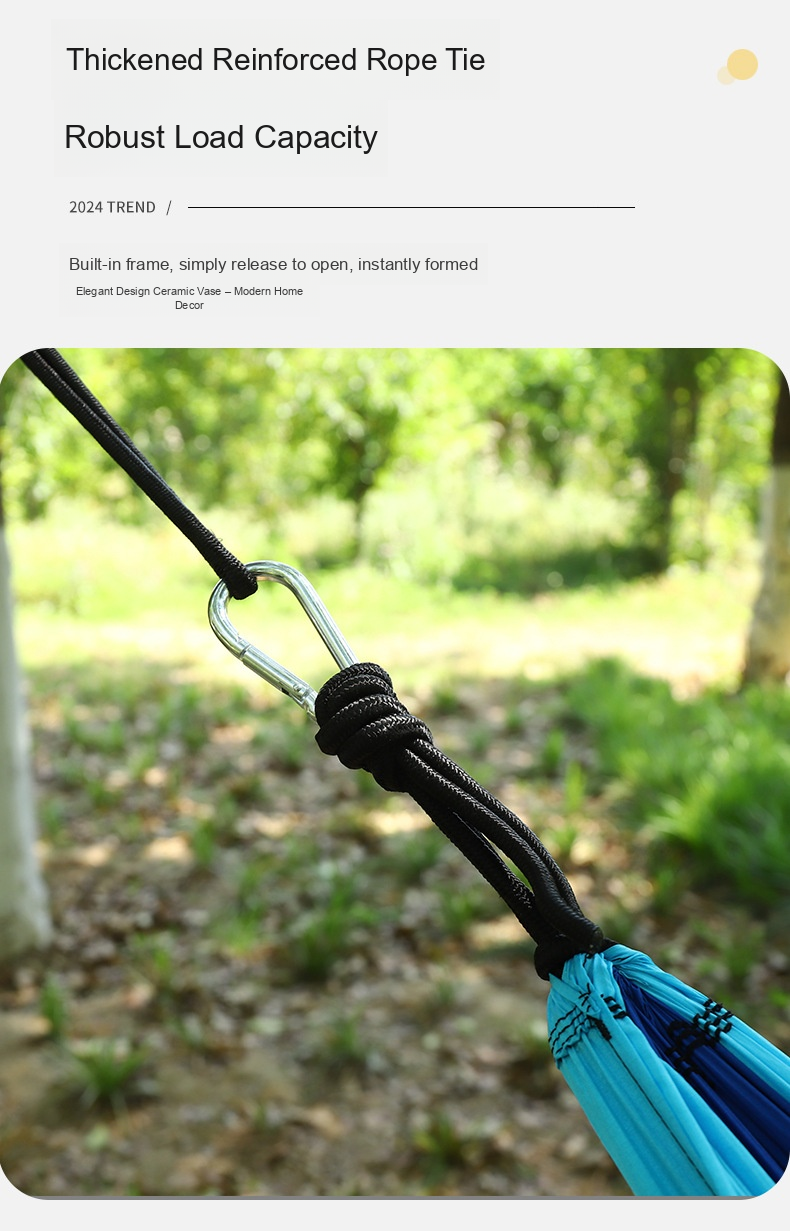 Thickened Reinforced Rope Tie
Robust Load Capacity
2024 TREND /
Built-in frame, simply release to open, instantly formed
Elegant Design Ceramic Vase – Modern Home
Decor